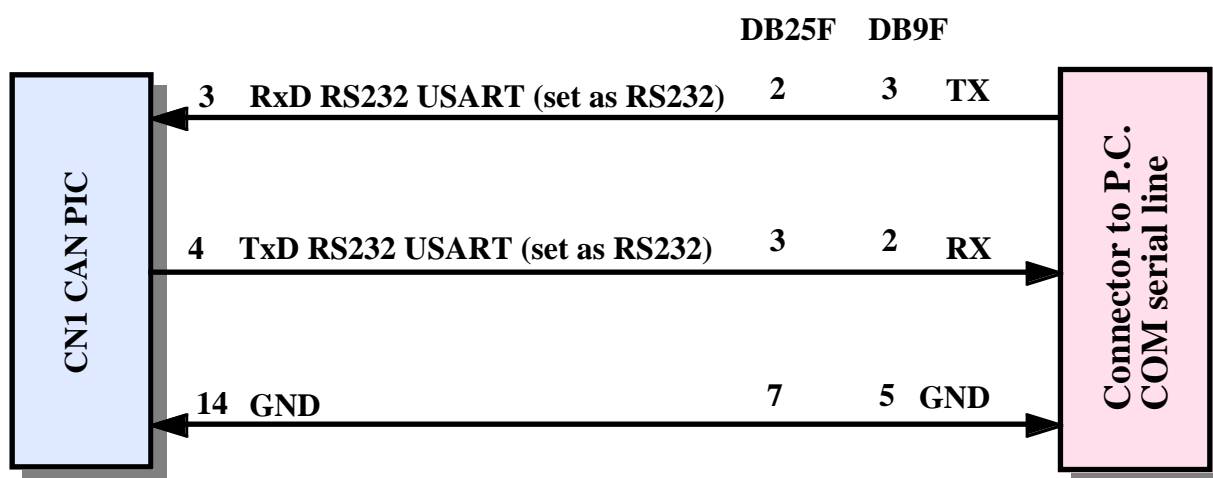 DB25F DB9F
3 RxD RS232 USART (set as RS232) 2 3 TX
4 TxD RS232 USART (set as RS232) 3 2 RX
14 GND 7 5 GND
CN1 CAN PIC
Connector to P.C.
COM serial line